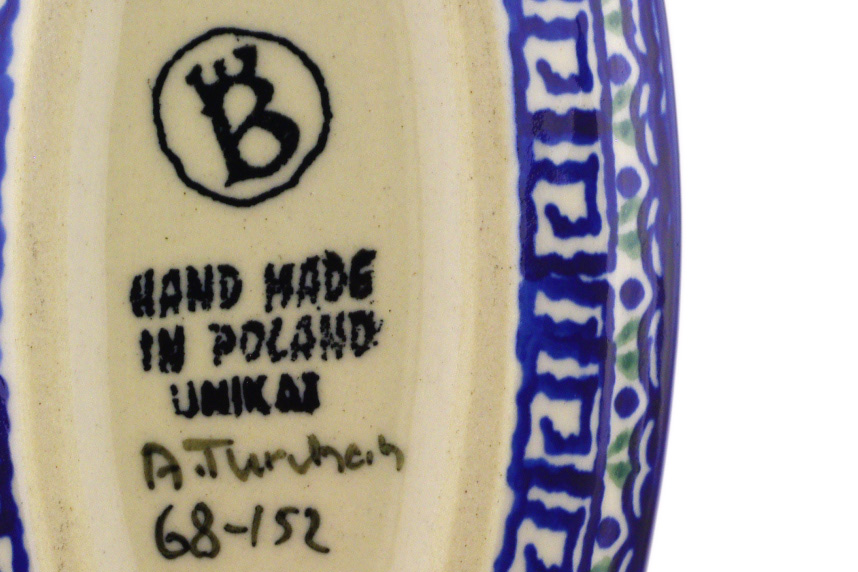 B
HAND MADE
IN POLAND
UNIKAT
68-152